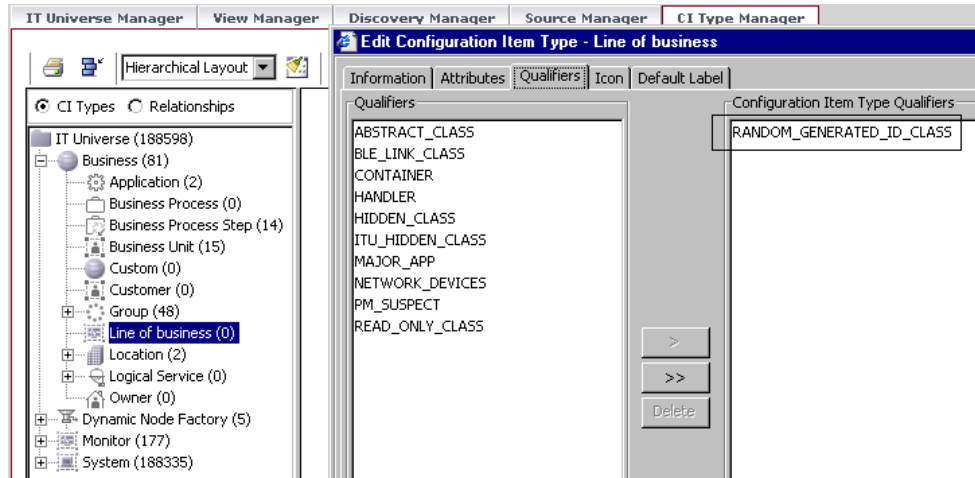 IT Universe Manager View Manager Discovery Manager Source Manager CI Type Manager
Edit Configuration Item Type - Line of business
Hierarchical Layout
Information Attributes Qualifiers Icon Default Label
CI Types Relationships
Qualifiers
Configuration Item Type Qualifiers
IT Universe (188598)
Business (81)
Application (2)
Business Process (0)
Business Process Step (14)
Business Unit (15)
Custom (0)
Customer (0)
Group (48)
Line of business (0)
Location (2)
Logical Service (0)
Owner (0)
Dynamic Node Factory (5)
Monitor (177)
System (188335)
ABSTRACT_CLASS
BLE_LINK_CLASS
CONTAINER
HANDLER
HIDDEN_CLASS
ITU_HIDDEN_CLASS
MAJOR_APP
NETWORK_DEVICES
PM_SUSPECT
READ_ONLY_CLASS
>
>>
Delete
RANDOM_GENERATED_ID_CLASS